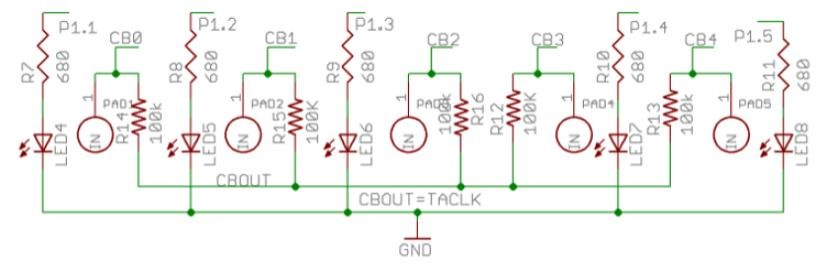 P1.1
CB0
P1.2
CB1
P1.3
CB2
CB3
P1.4
CB4
P1.5
R7
680
R8
680
R9
680
R10
680
R11
680
1
PAD1
R14
100k
1
PAD2
R15
100K
1
100k
R16
R12
100K
1
PAD4
R13
100k
1
PAD5
IN
LED4
LED5
IN
LED6
IN
IN
LED7
IN
LED8
CBOUT
CBOUT=TACLK
GND